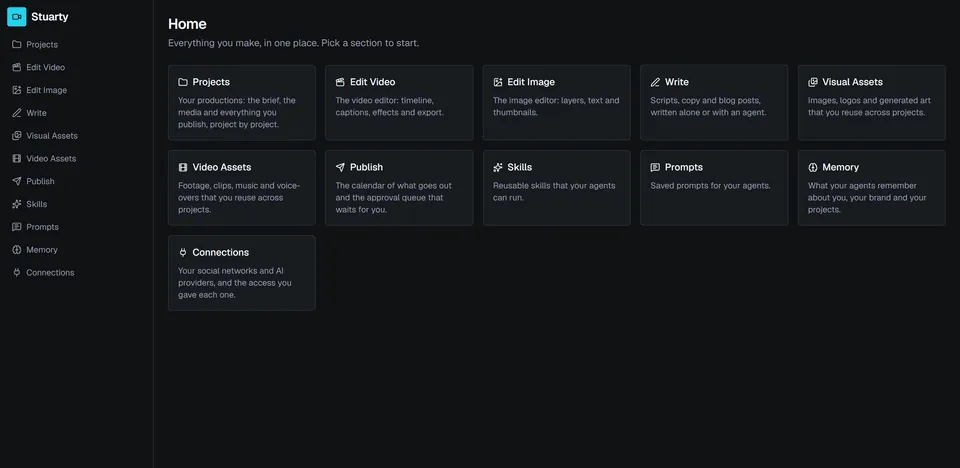 Stuarty
Projects
Edit Video
Edit Image
Write
Visual Assets
Video Assets
Publish
Skills
Prompts
Memory
Connections
Home
Everything you make, in one place. Pick a section to start.
Projects
Your productions: the brief, the
media and everything you
publish, project by project.
Edit Video
The video editor: timeline,
captions, effects and export.
Edit Image
The image editor: layers, text and
thumbnails.
Write
Scripts, copy and blog posts,
written alone or with an agent.
Visual Assets
Images, logos and generated art
that you reuse across projects.
Video Assets
Footage, clips, music and voice-
overs that you reuse across
projects.
Publish
The calendar of what goes out
and the approval queue that
waits for you.
Skills
Reusable skills that your agents
can run.
Prompts
Saved prompts for your agents.
Memory
What your agents remember
about you, your brand and your
projects.
Connections
Your social networks and AI
providers, and the access you
gave each one.